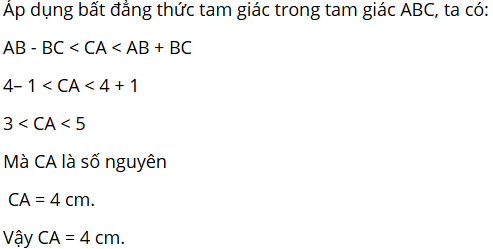 Áp dụng bất đẳng thức tam giác trong tam giác ABC, ta có:
AB - BC < CA < AB + BC
4– 1 < CA < 4 + 1
3 < CA < 5
Mà CA là số nguyên
CA = 4 cm.
Vậy CA = 4 cm.